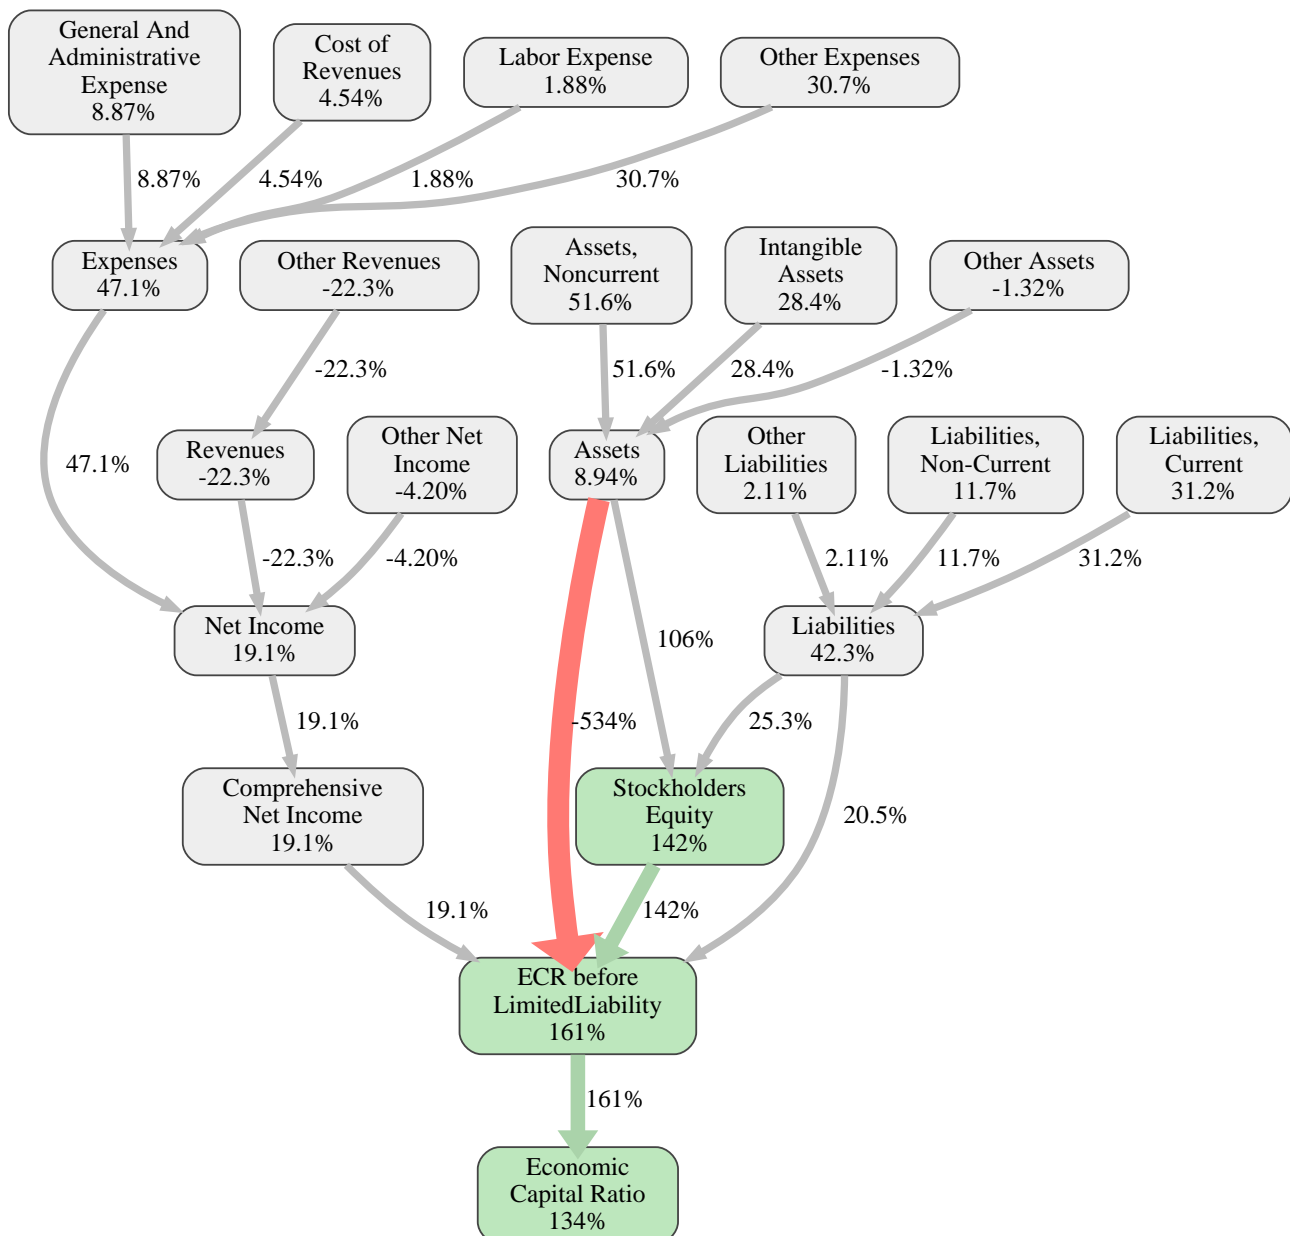 General And
Administrative
Expense
8.87%
Cost of
Revenues
4.54%
Labor Expense
1.88%
Other Expenses
30.7%
8.87%
4.54%
1.88%
30.7%
Expenses
47.1%
Other Revenues
-22.3%
Assets,
Noncurrent
51.6%
Intangible
Assets
28.4%
Other Assets
-1.32%
-22.3%
51.6%
28.4%
-1.32%
47.1%
Revenues
-22.3%
Other Net
Income
-4.20%
Assets
8.94%
Other
Liabilities
2.11%
Liabilities,
Non-Current
11.7%
Liabilities,
Current
31.2%
-22.3%
-4.20%
2.11%
11.7%
31.2%
Net Income
19.1%
106%
Liabilities
42.3%
19.1%
-534%
25.3%
Comprehensive
Net Income
19.1%
Stockholders
Equity
142%
20.5%
19.1%
142%
ECR before
LimitedLiability
161%
161%
Economic
Capital Ratio
134%